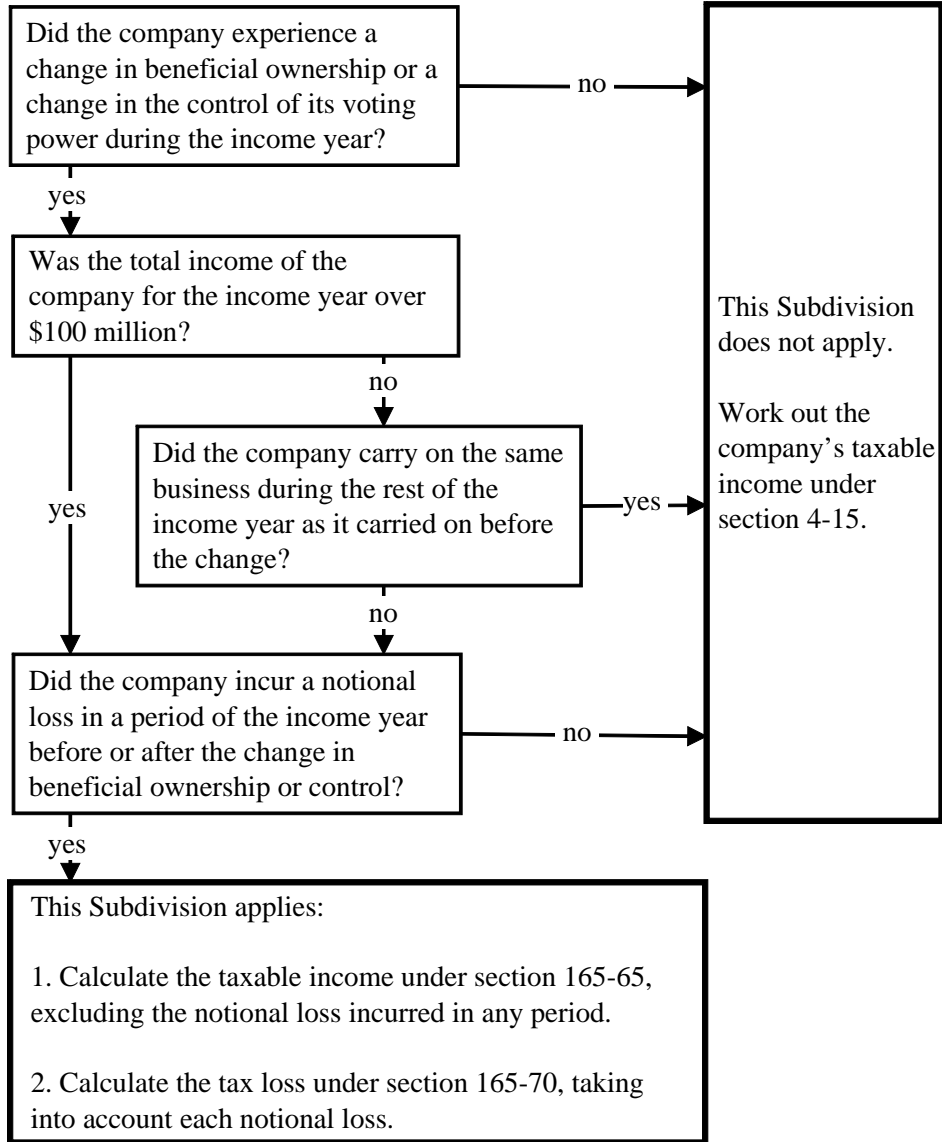 Did the company experience a
change in beneficial ownership or a
change in the control of its voting
power during the income year?
no
yes
Was the total income of the
company for the income year over
$100 million?
This Subdivision
does not apply.
Work out the
company’s taxable
income under
section 4-15.
no
Did the company carry on the same
business during the rest of the
income year as it carried on before
the change?
yes
yes
no
Did the company incur a notional
loss in a period of the income year
before or after the change in
beneficial ownership or control?
no
yes
This Subdivision applies:
1. Calculate the taxable income under section 165-65,
excluding the notional loss incurred in any period.
2. Calculate the tax loss under section 165-70, taking
into account each notional loss.